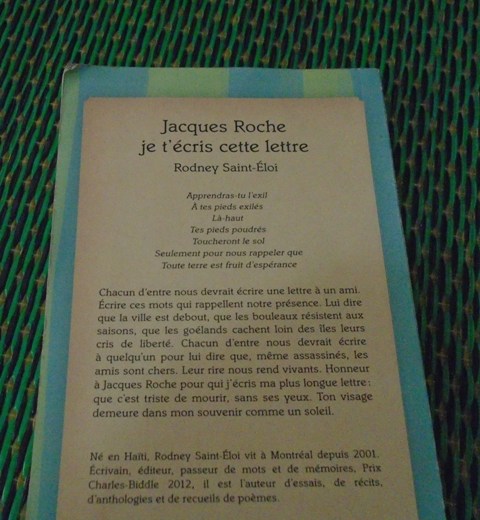 Jacques Roche
je t'écris cette lettre
Rodney Saint-Éloi
Apprendras-tu l'exil
À tes pieds exilés
Là-haut
Tes pieds poudrés
Toucheront le sol
Seulement pour nous rappeler que
Toute terre est fruit d'espérance
Chacun d'entre nous devrait écrire une lettre à un ami.
Écrire ces mots qui rappellent notre présence. Lui dire
que la ville est debout, que les bouleaux résistent aux
saisons, que les goélands cachent loin des îles leurs
cris de liberté. Chacun d'entre nous devrait écrire
à quelqu'un pour lui dire que, même assassinés, les
amis sont chers. Leur rire nous rend vivants. Honneur
à Jacques Roche pour qui j'écris ma plus longue lettre :
que c'est triste de mourir, sans ses yeux. Ton visage
demeure dans mon souvenir comme un soleil.
Né en Haïti, Rodney Saint-Éloi vit à Montréal depuis 2001.
Écrivain, éditeur, passeur de mots et de mémoires, Prix
Charles-Biddle 2012, il est l'auteur d'essais, de récits,
d'anthologies et de recueils de poèmes.